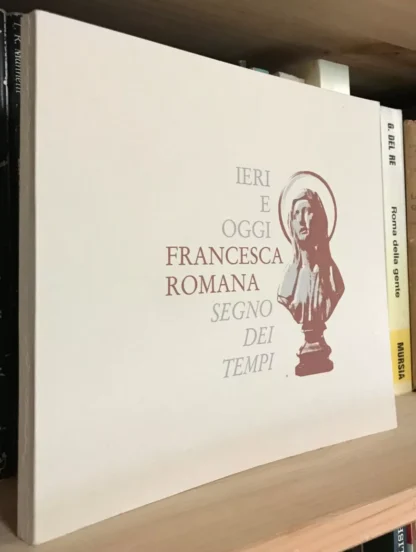 IERI
E
OGGI
FRANCESCA
ROMANA
SEGNO
DEI
TEMPI
G. DEL RE
Roma della gente
MURSIA